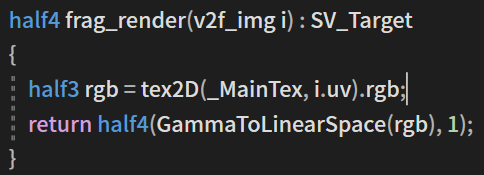 half4 frag_render(v2f_img i) : SV_Target
{
half3 rgb = tex2D(_MainTex, i.uv).rgb;
return half4(GammaToLinearSpace(rgb), 1);
}